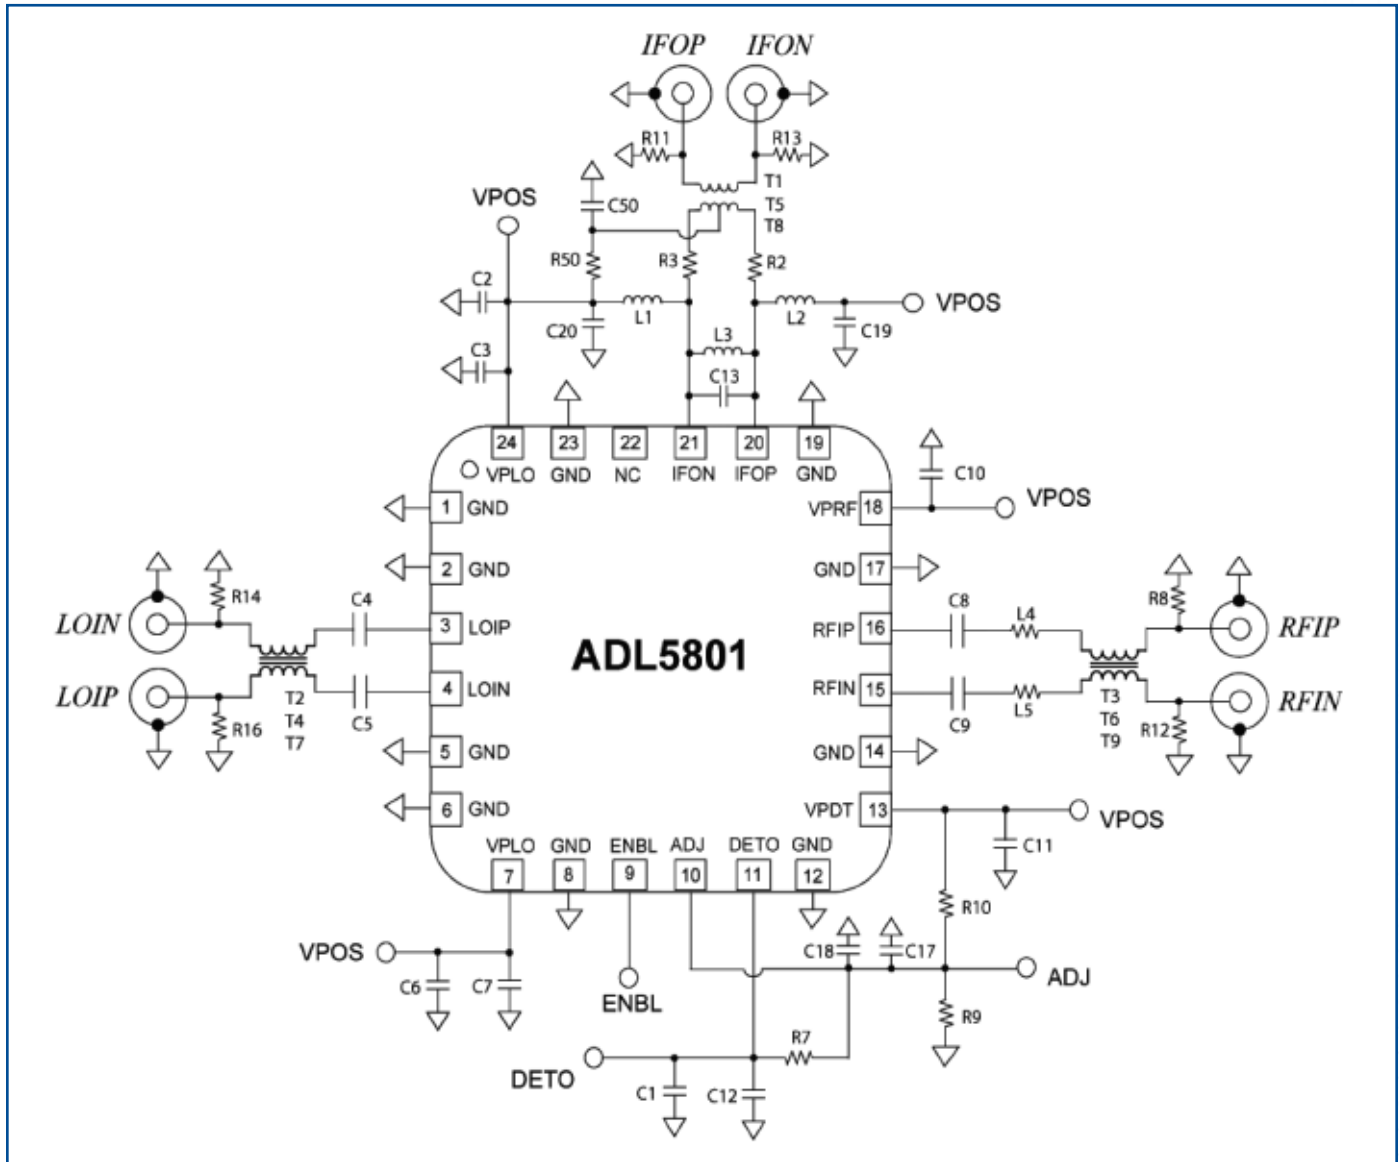 IFOP IFON
R11 R13
T1
T5
T8
C50
VPOS
R50 R3 R2
C2
L1 L2 VPOS
C20 C19
L3
C3
C13
24 23 22 21 20 19
VPLO GND NC IFON IFOP GND
C10
VPRF 18 VPOS
1 GND
GND 17
2 GND
R14 C4 C8 L4 R8
LOIN 3 LOIP RFIP 16 RFIP
ADL5801
LOIP 4 LOIN RFIN 15 RFIN
R16 C5 C9 L5 R12
T2
T4
T7
T3
T6
T9
5 GND GND 14
6 GND VPDT 13 VPOS
C11
VPLO GND ENBL ADJ DETO GND
7 8 9 10 11 12
R10
VPOS C18 C17
C6 C7 ENBL ADJ
R9
R7
DETO C1 C12